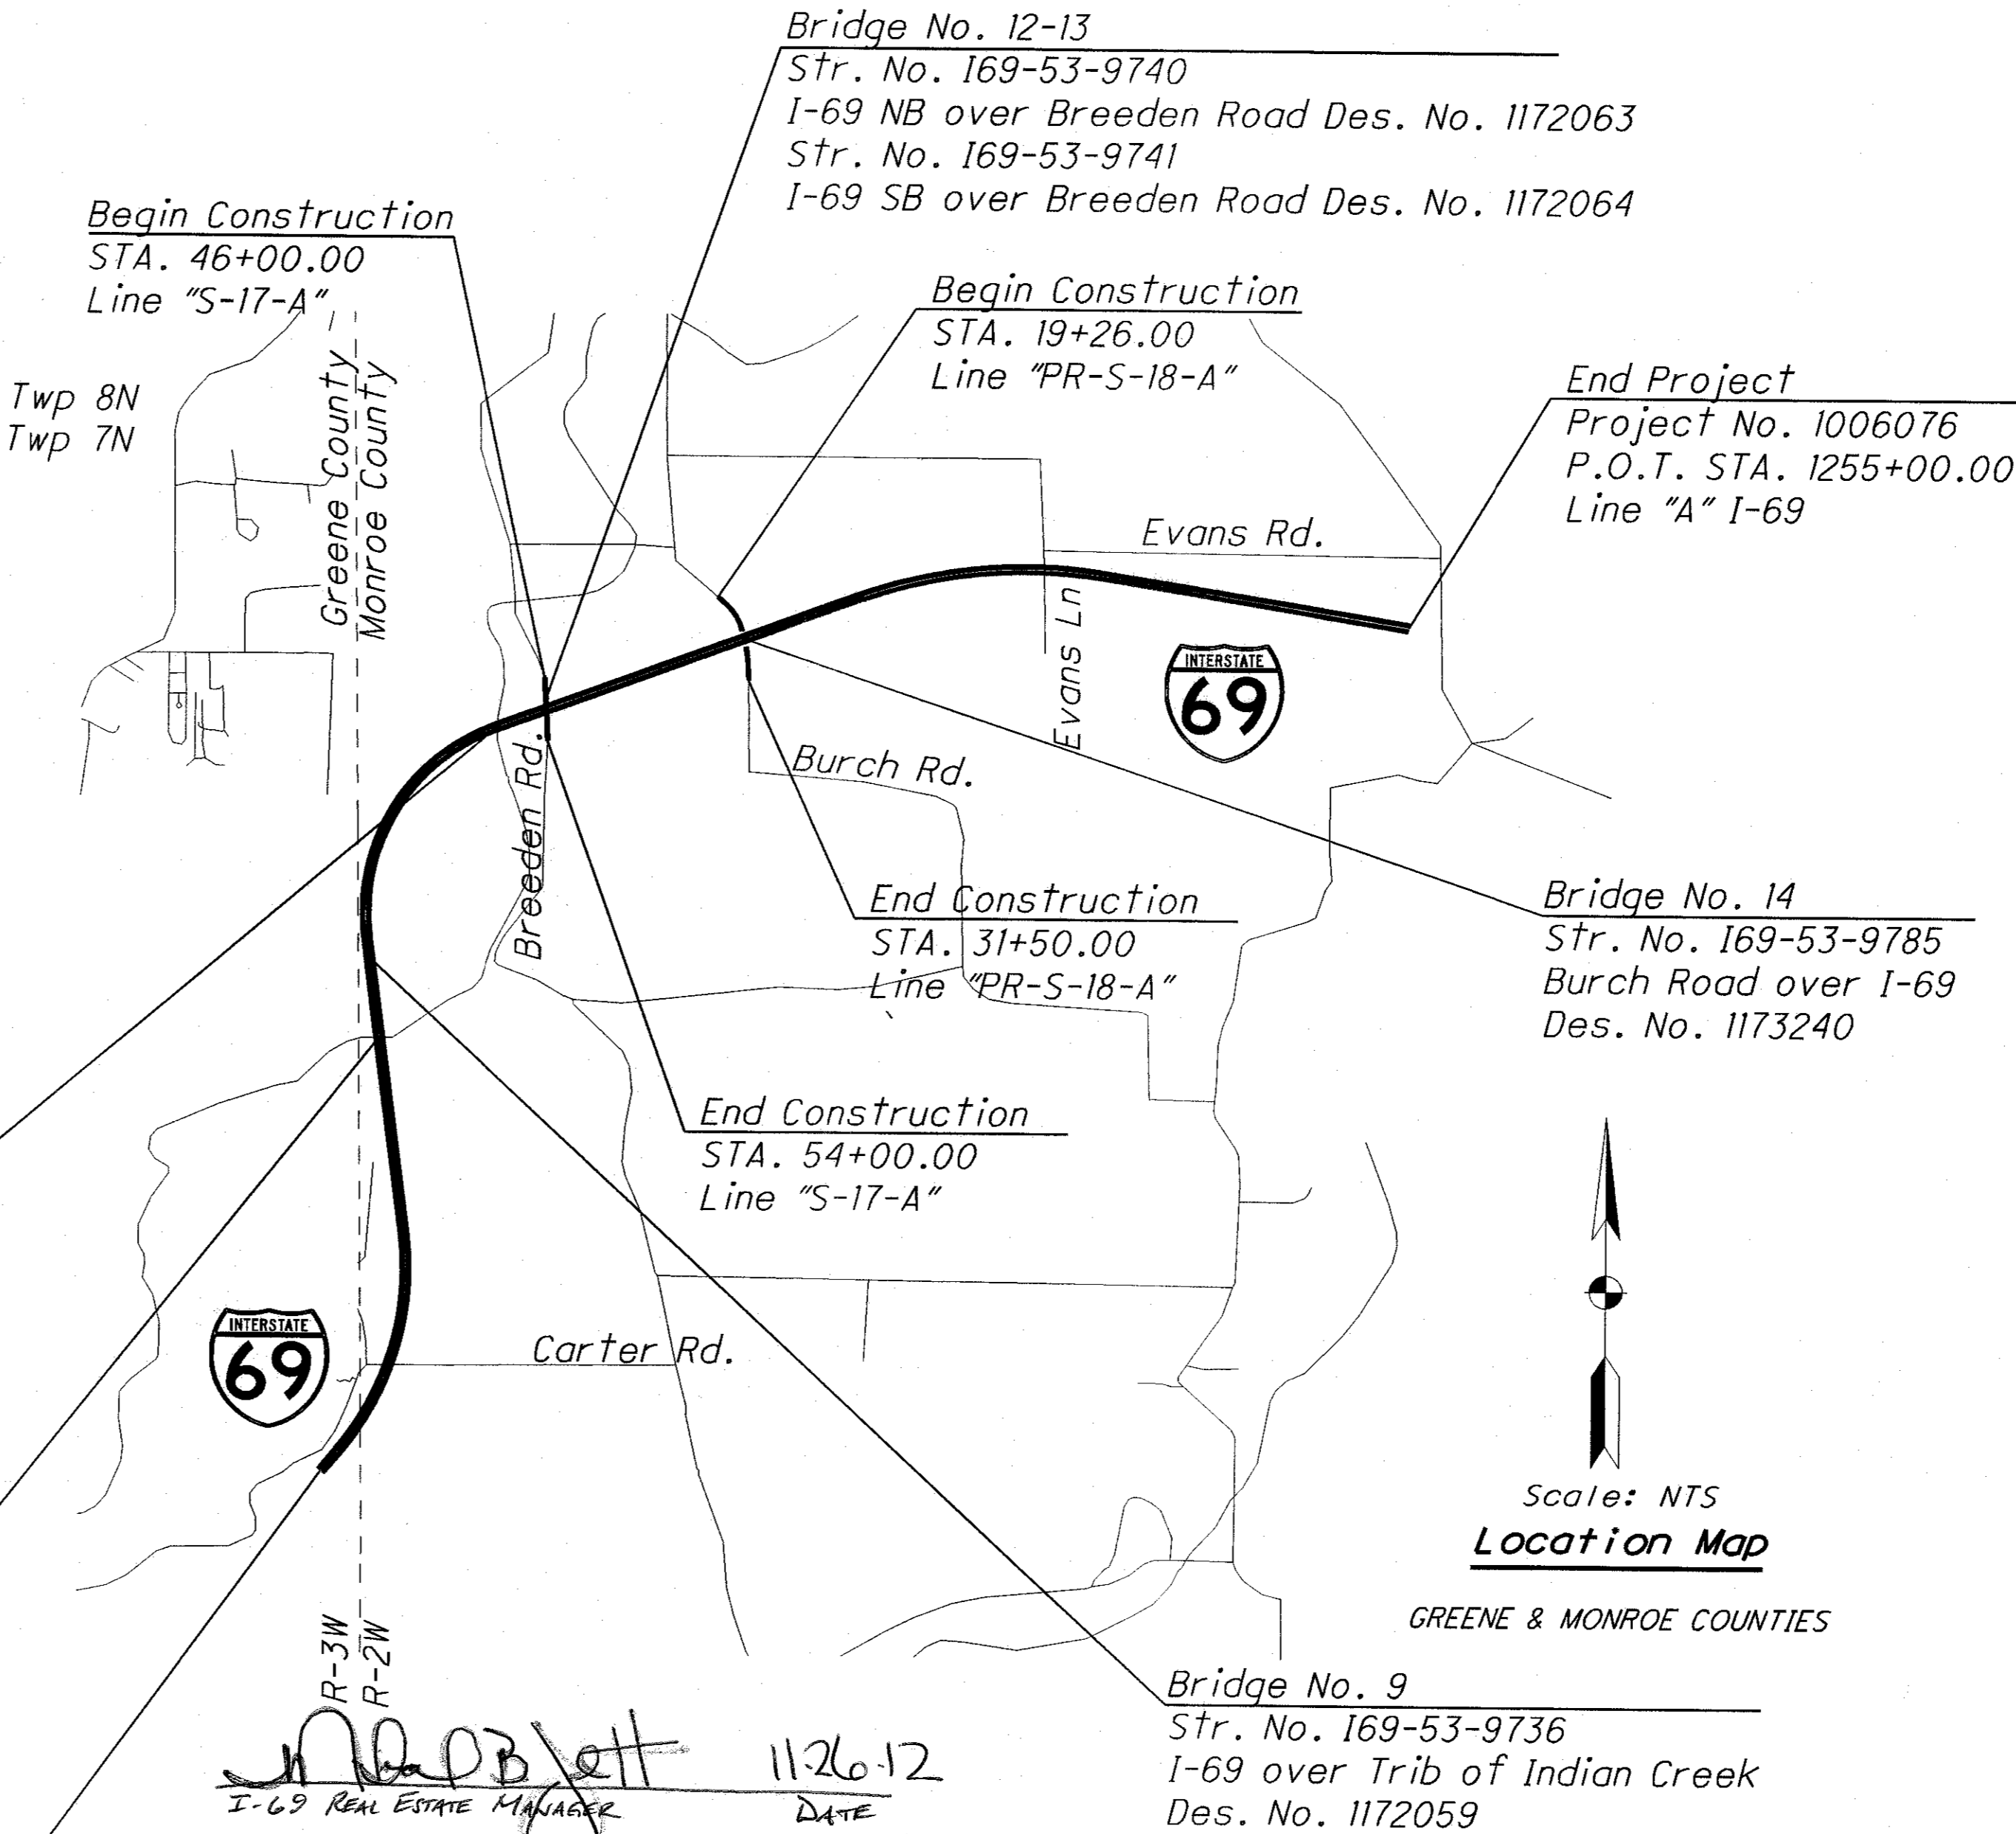 Bridge No. 12-13
Str. No. I69-53-9740
I-69 NB over Breeden Road Des. No. 1172063
Str. No. I69-53-9741
I-69 SB over Breeden Road Des. No. 1172064
Begin Construction
STA. 46+00.00
Line "S-17-A"
Begin Construction
STA. 19+26.00
Line "PR-S-18-A"
End Project
Project No. 1006076
P.O.T. STA. 1255+00.00
Line "A" I-69
Twp 8N
Twp 7N
Greene County
Monroe County
Evans Rd.
Evans Ln
INTERSTATE
69
Breeden Rd.
Burch Rd.
End Construction
STA. 31+50.00
Line "PR-S-18-A"
Bridge No. 14
Str. No. I69-53-9785
Burch Road over I-69
Des. No. 1173240
End Construction
STA. 54+00.00
Line "S-17-A"
INTERSTATE
69
Carter Rd.
Scale: NTS
Location Map
GREENE & MONROE COUNTIES
R-3W
R-2W
Bridge No. 9
Str. No. I69-53-9736
I-69 over Trib of Indian Creek
Des. No. 1172059
11-26-12
I-69 REAL ESTATE MANAGER
DATE